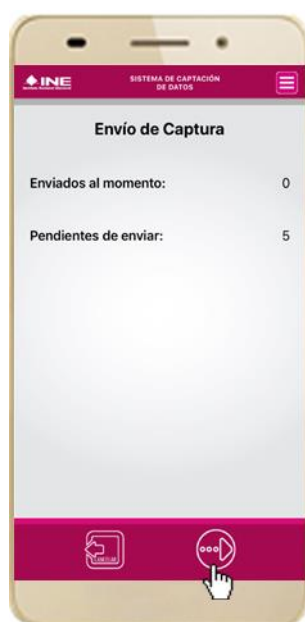 INE
SISTEMA DE CAPTACIÓN
DE DATOS
Envío de Captura
Enviados al momento: 0
Pendientes de enviar: 5